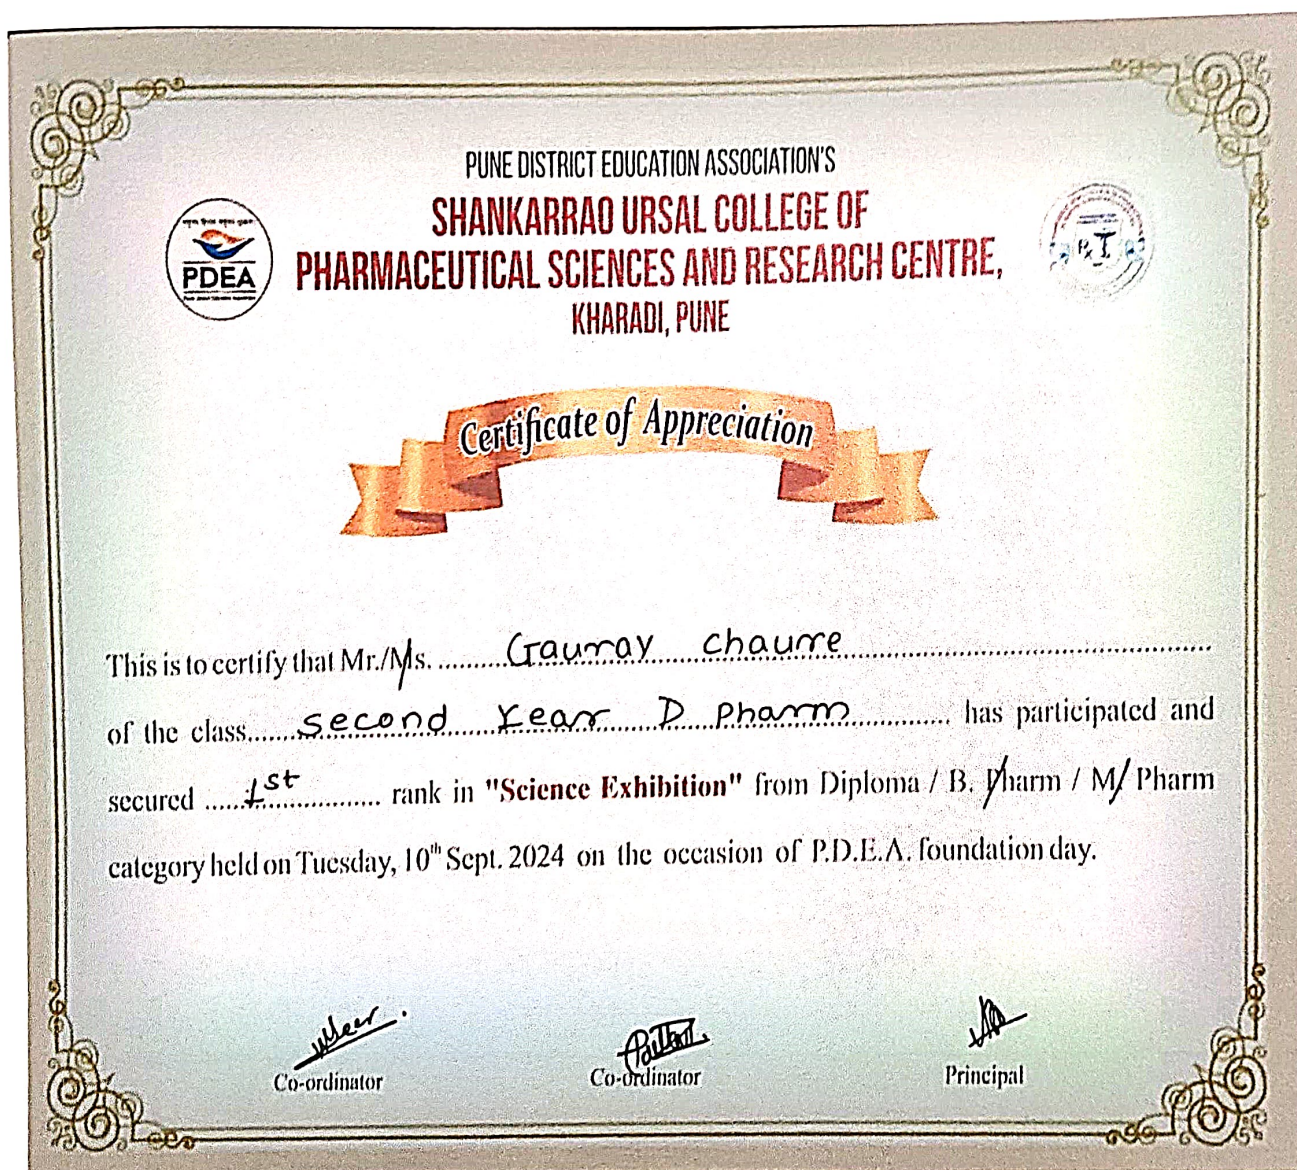 PUNE DISTRICT EDUCATION ASSOCIATION'S
SHANKARRAO URSAL COLLEGE OF
PHARMACEUTICAL SCIENCES AND RESEARCH CENTRE,
KHARADI, PUNE
PDEA
Certificate of Appreciation
This is to certify that Mr./Ms. ........Gaurav Chaure........
of the class.......Second Year D Pharm............ has participated and
secured ......1st............... rank in "Science Exhibition" from Diploma / B. Pharm / M/ Pharm
category held on Tuesday, 10th Sept. 2024 on the occasion of P.D.E.A. foundation day.
Co-ordinator Co-ordinator Principal